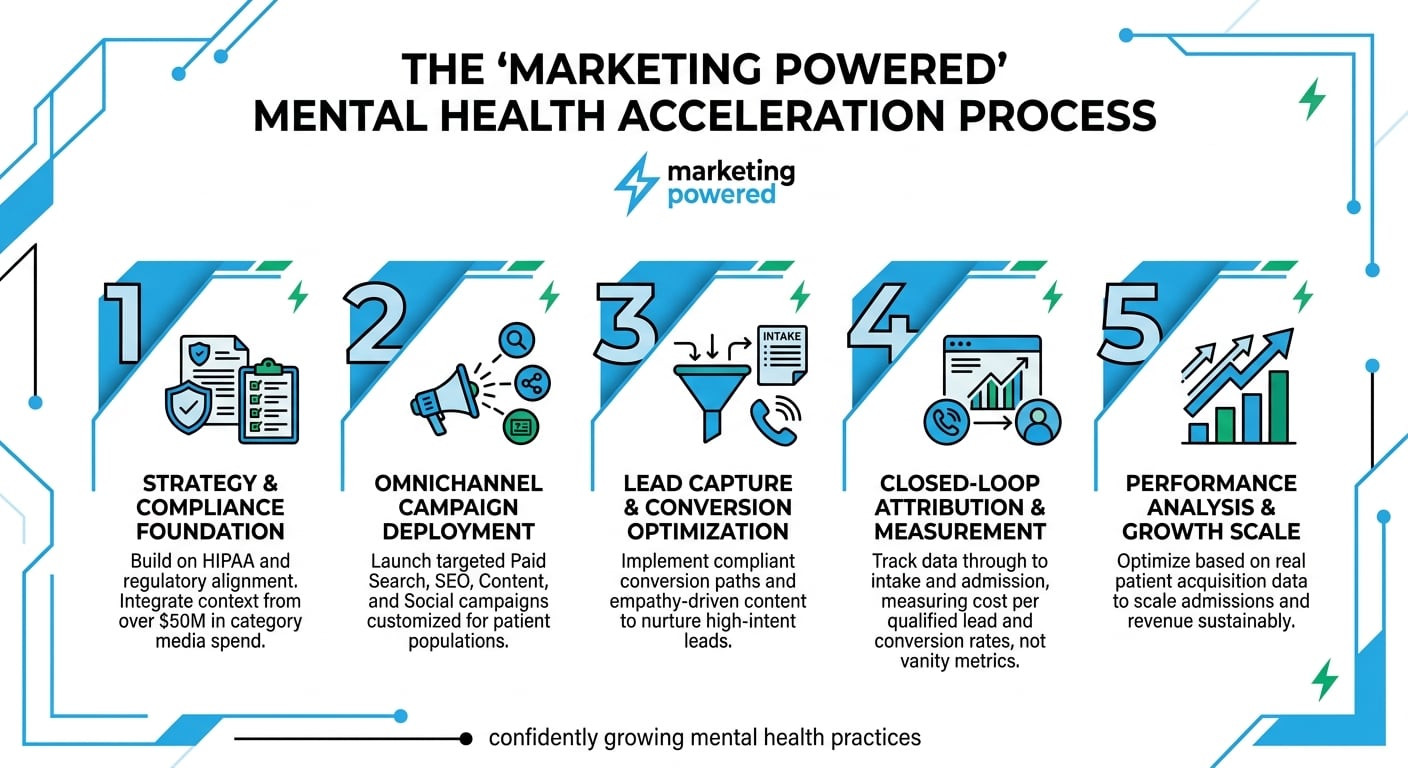 THE ‘MARKETING POWERED’
MENTAL HEALTH ACCELERATION PROCESS
marketing
powered
1
STRATEGY &
COMPLIANCE
FOUNDATION
Build on HIPAA and
regulatory alignment.
Integrate context from
over $50M in category
media spend.
2
OMNICHANNEL
CAMPAIGN
DEPLOYMENT
Launch targeted Paid
Search, SEO, Content,
and Social campaigns
customized for patient
populations.
3
INTAKE
LEAD CAPTURE
& CONVERSION
OPTIMIZATION
Implement compliant
conversion paths and
empathy-driven content
to nurture high-intent
leads.
4
CLOSED-LOOP
ATTRIBUTION &
MEASUREMENT
Track data through to
intake and admission,
measuring cost per
qualified lead and
conversion rates, not
vanity metrics.
5
PERFORMANCE
ANALYSIS &
GROWTH SCALE
Optimize based on real
patient acquisition data
to scale admissions and
revenue sustainably.
confidently growing mental health practices